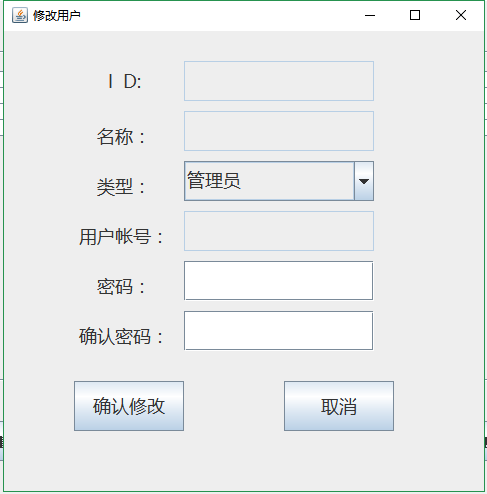 修改用户
I D:
名称：
类型：
管理员
用户帐号：
密码：
确认密码：
确认修改
取消